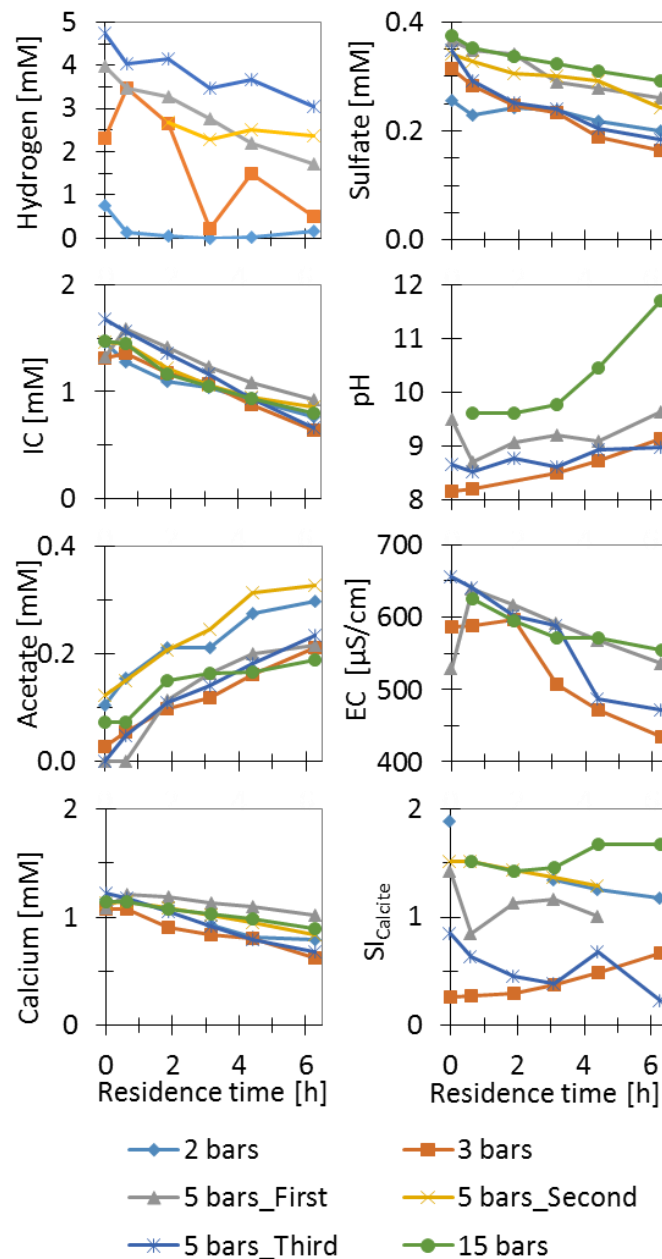 Hydrogen [mM]
5
4
3
2
1
0
Sulfate [mM]
0.4
0.2
0.0
IC [mM]
2
1
0
pH
12
11
10
9
8
Acetate [mM]
0.4
0.2
0.0
EC [µS/cm]
700
600
500
400
Calcium [mM]
2
1
0
0 2 4 6
Residence time [h]
SI Calcite
2
1
0
0 2 4 6
Residence time [h]
2 bars
3 bars
5 bars_First
5 bars_Second
5 bars_Third
15 bars